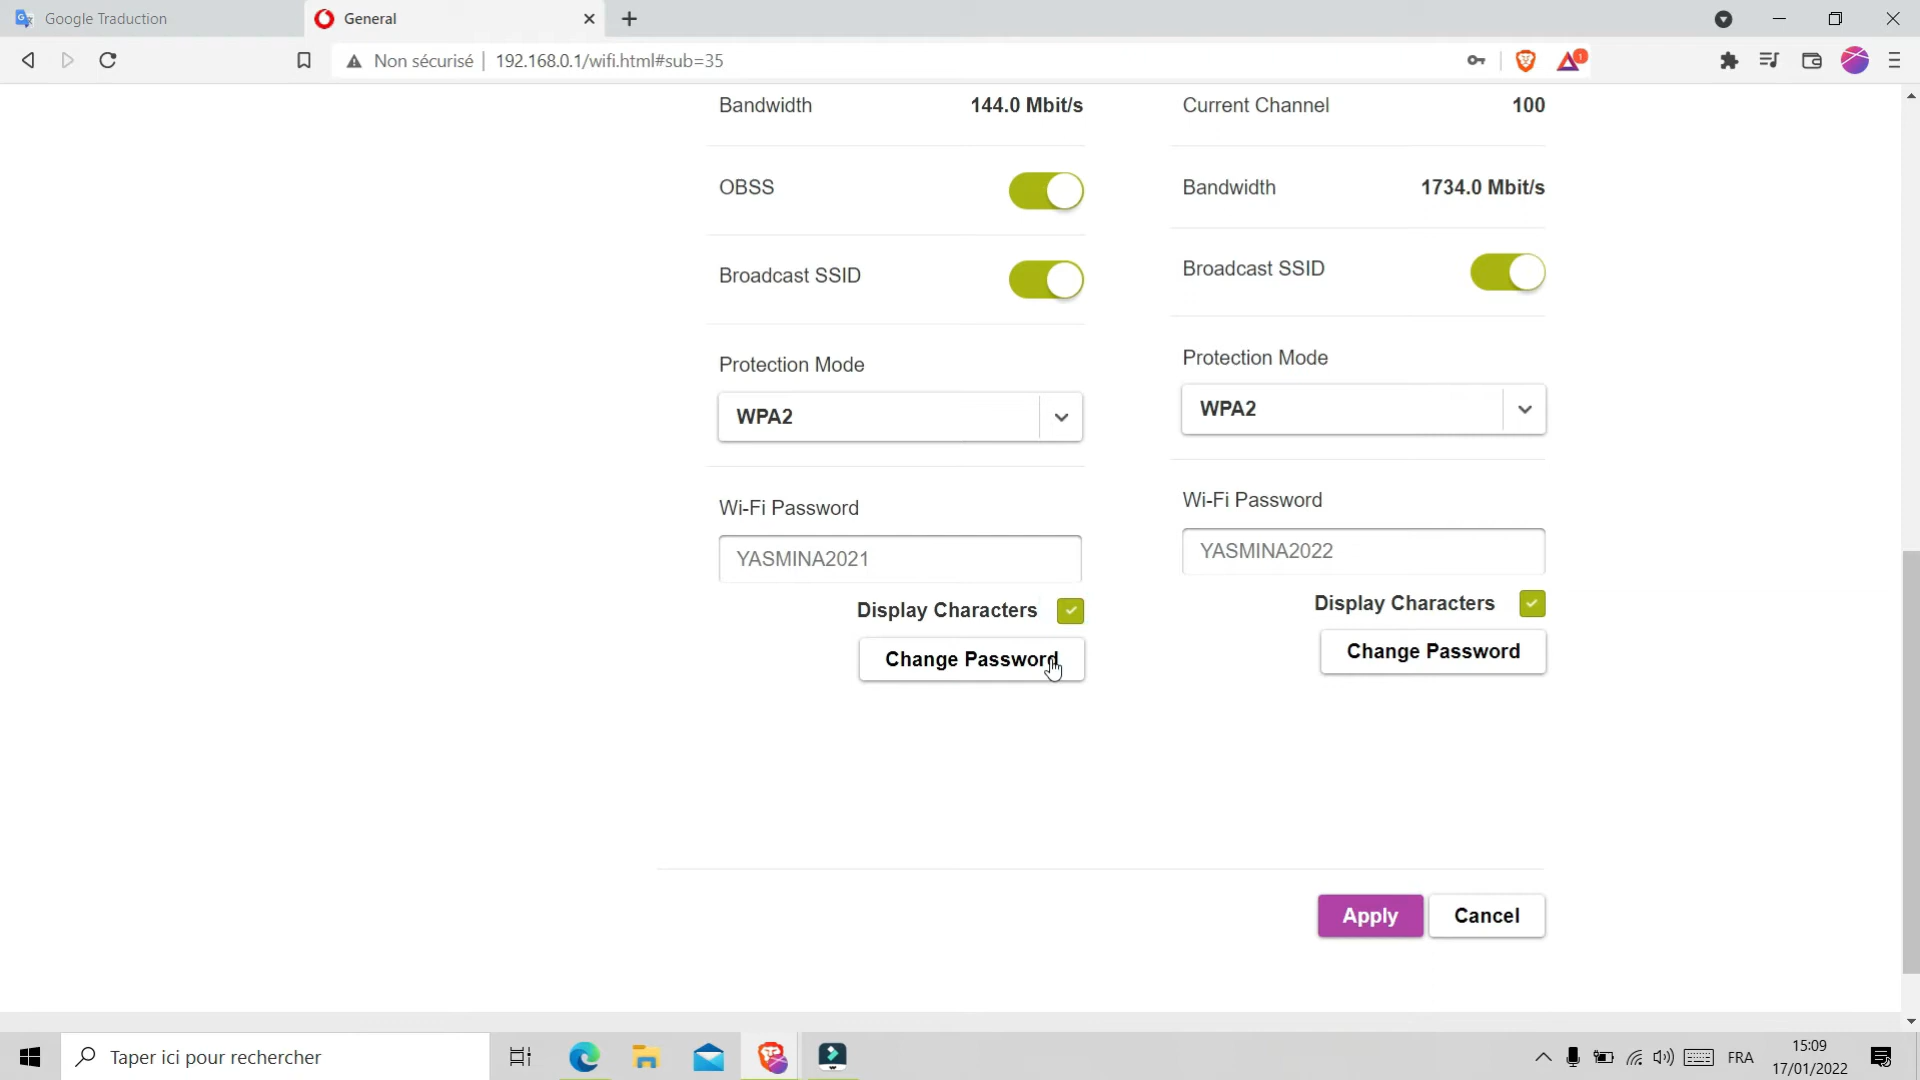 Google Traduction
General
Non sécurisé
192.168.0.1/wifi.html#sub=35
1
Bandwidth
144.0 Mbit/s
Current Channel
100
OBSS
Bandwidth
1734.0 Mbit/s
Broadcast SSID
Broadcast SSID
Protection Mode
Protection Mode
WPA2
WPA2
Wi-Fi Password
Wi-Fi Password
YASMINA2021
YASMINA2022
Display Characters
Display Characters
Change Password
Change Password
Apply
Cancel
Taper ici pour rechercher
FRA
15:09
17/01/2022